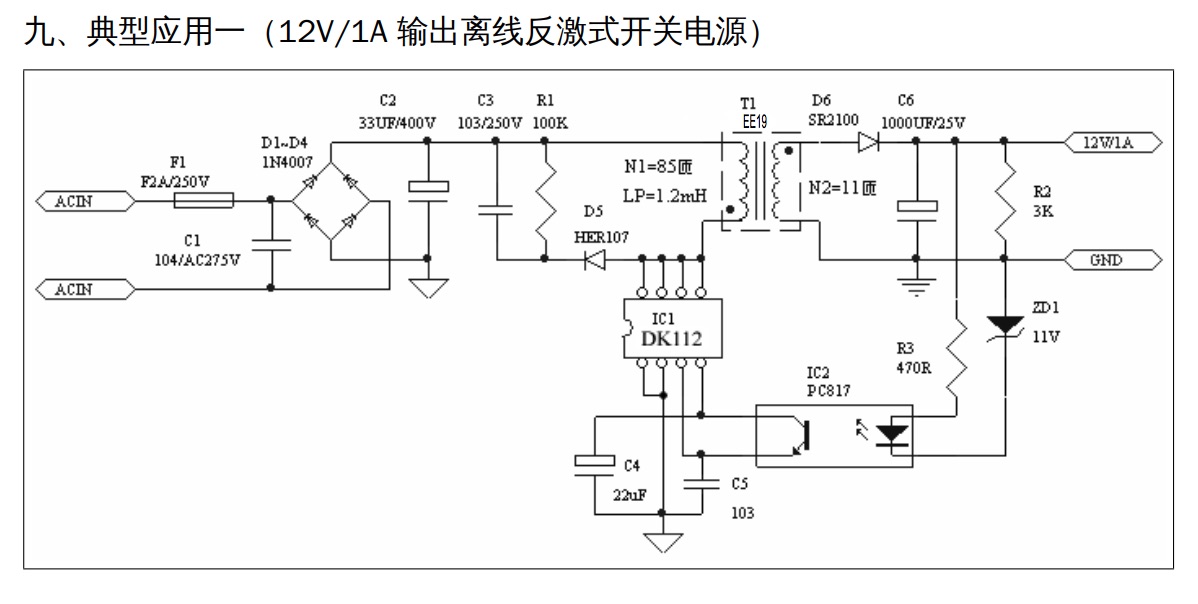 九、典型应用一（12V/1A 输出离线反激式开关电源）
C2
33UF/400V
C3
103/250V
R1
100K
T1
EE19
D6
SR2100
C6
1000UF/25V
12V/1A
D1~D4
1N4007
F1
F2A/250V
ACIN
N1=85匝
LP=1.2mH
N2=11匝
R2
3K
D5
HER107
C1
104/AC275V
ACIN
GND
IC1
DK112
ZD1
11V
R3
470R
IC2
PC817
C4
22uF
C5
103